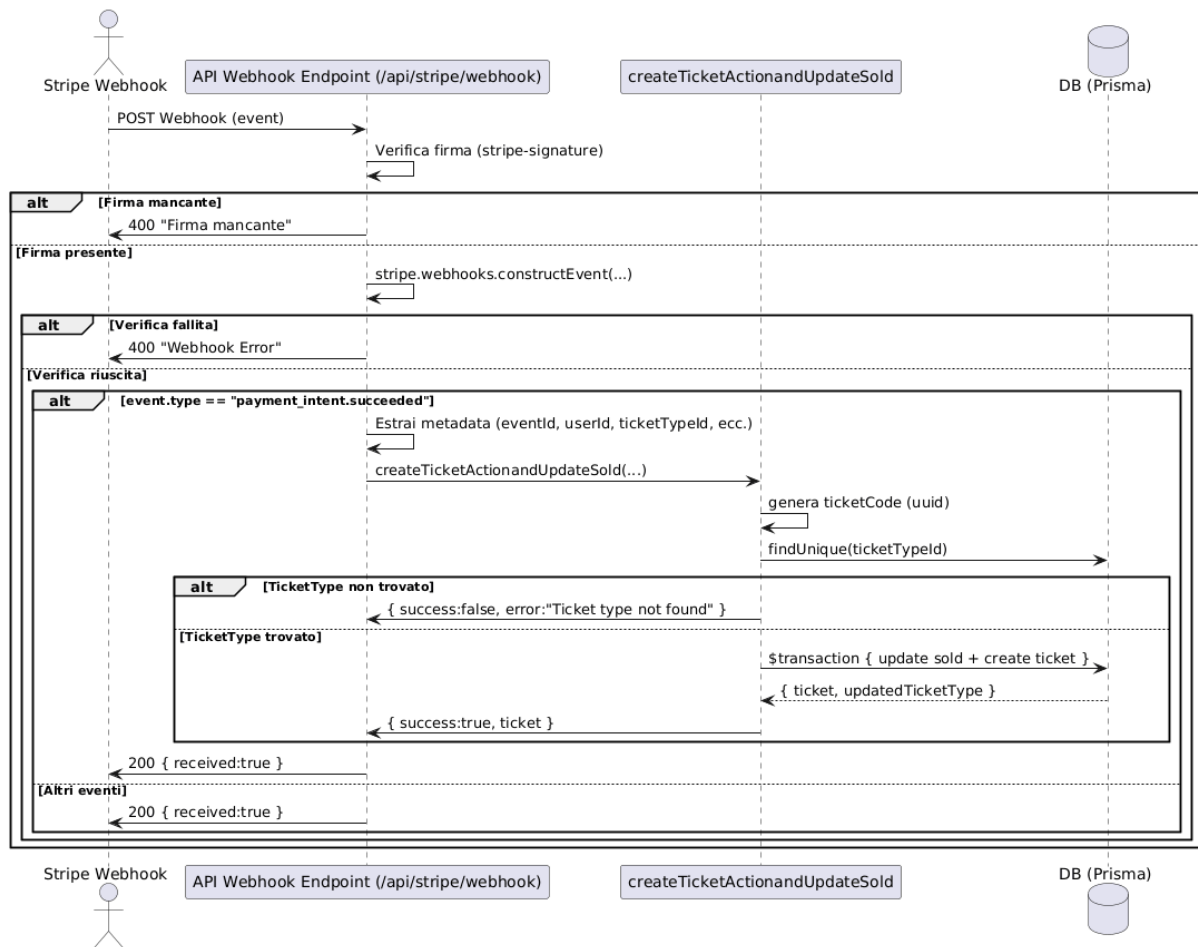 Stripe Webhook
API Webhook Endpoint (/api/stripe/webhook)
createTicketActionandUpdateSold
DB (Prisma)
POST Webhook (event)
Verifica firma (stripe-signature)
alt [Firma mancante]
400 "Firma mancante"
[Firma presente]
stripe.webhooks.constructEvent(...)
alt [Verifica fallita]
400 "Webhook Error"
[Verifica riuscita]
alt [event.type == "payment_intent.succeeded"]
Estrai metadata (eventId, userId, ticketTypeId, ecc.)
createTicketActionandUpdateSold(...)
genera ticketCode (uuid)
findUnique(ticketTypeId)
alt [TicketType non trovato]
{ success:false, error:"Ticket type not found" }
[TicketType trovato]
$transaction { update sold + create ticket }
{ ticket, updatedTicketType }
{ success:true, ticket }
200 { received:true }
[Altri eventi]
200 { received:true }
Stripe Webhook
API Webhook Endpoint (/api/stripe/webhook)
createTicketActionandUpdateSold
DB (Prisma)